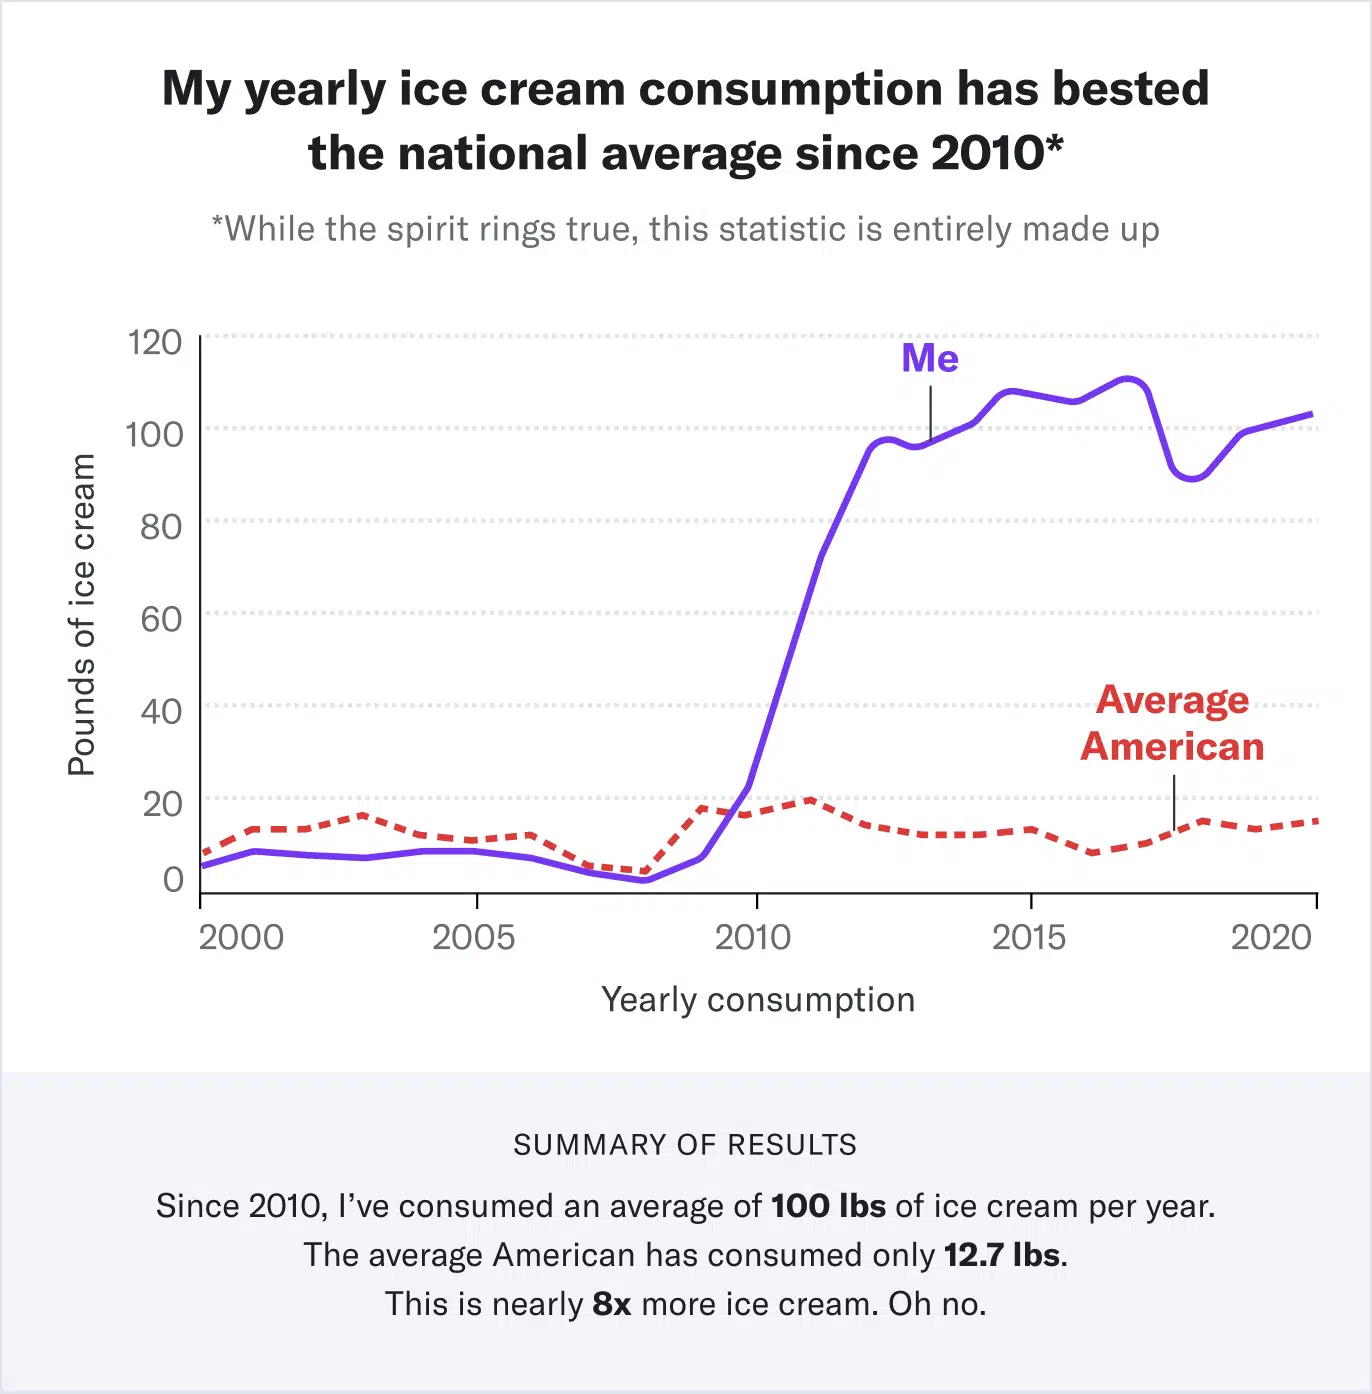 My yearly ice cream consumption has bested
the national average since 2010*
*While the spirit rings true, this statistic is entirely made up
120
100
80
60
40
20
0
Pounds of ice cream
Me
Average
American
2000
2005
2010
2015
2020
Yearly consumption
SUMMARY OF RESULTS
Since 2010, I’ve consumed an average of 100 lbs of ice cream per year.
The average American has consumed only 12.7 lbs.
This is nearly 8x more ice cream. Oh no.